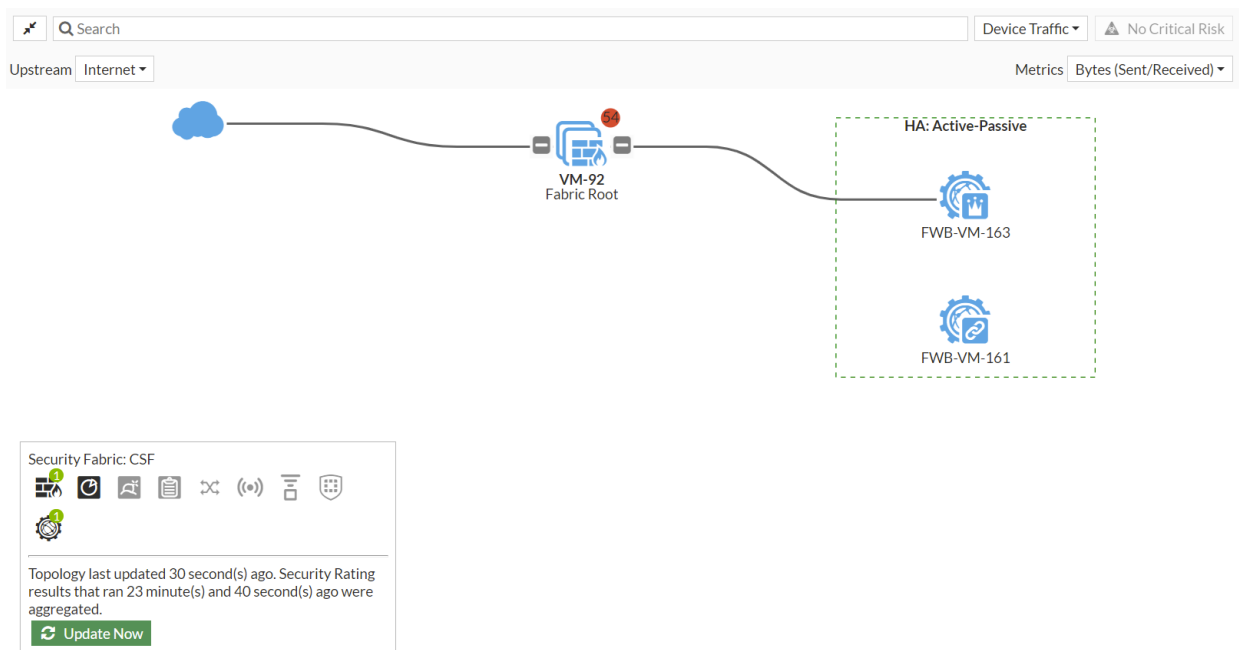 Search
Device Traffic
No Critical Risk
Upstream
Internet
Metrics
Bytes (Sent/Received)
54
VM-92
Fabric Root
HA: Active-Passive
FWB-VM-163
FWB-VM-161
Security Fabric: CSF
1
1
Topology last updated 30 second(s) ago. Security Rating
results that ran 23 minute(s) and 40 second(s) ago were
aggregated.
Update Now